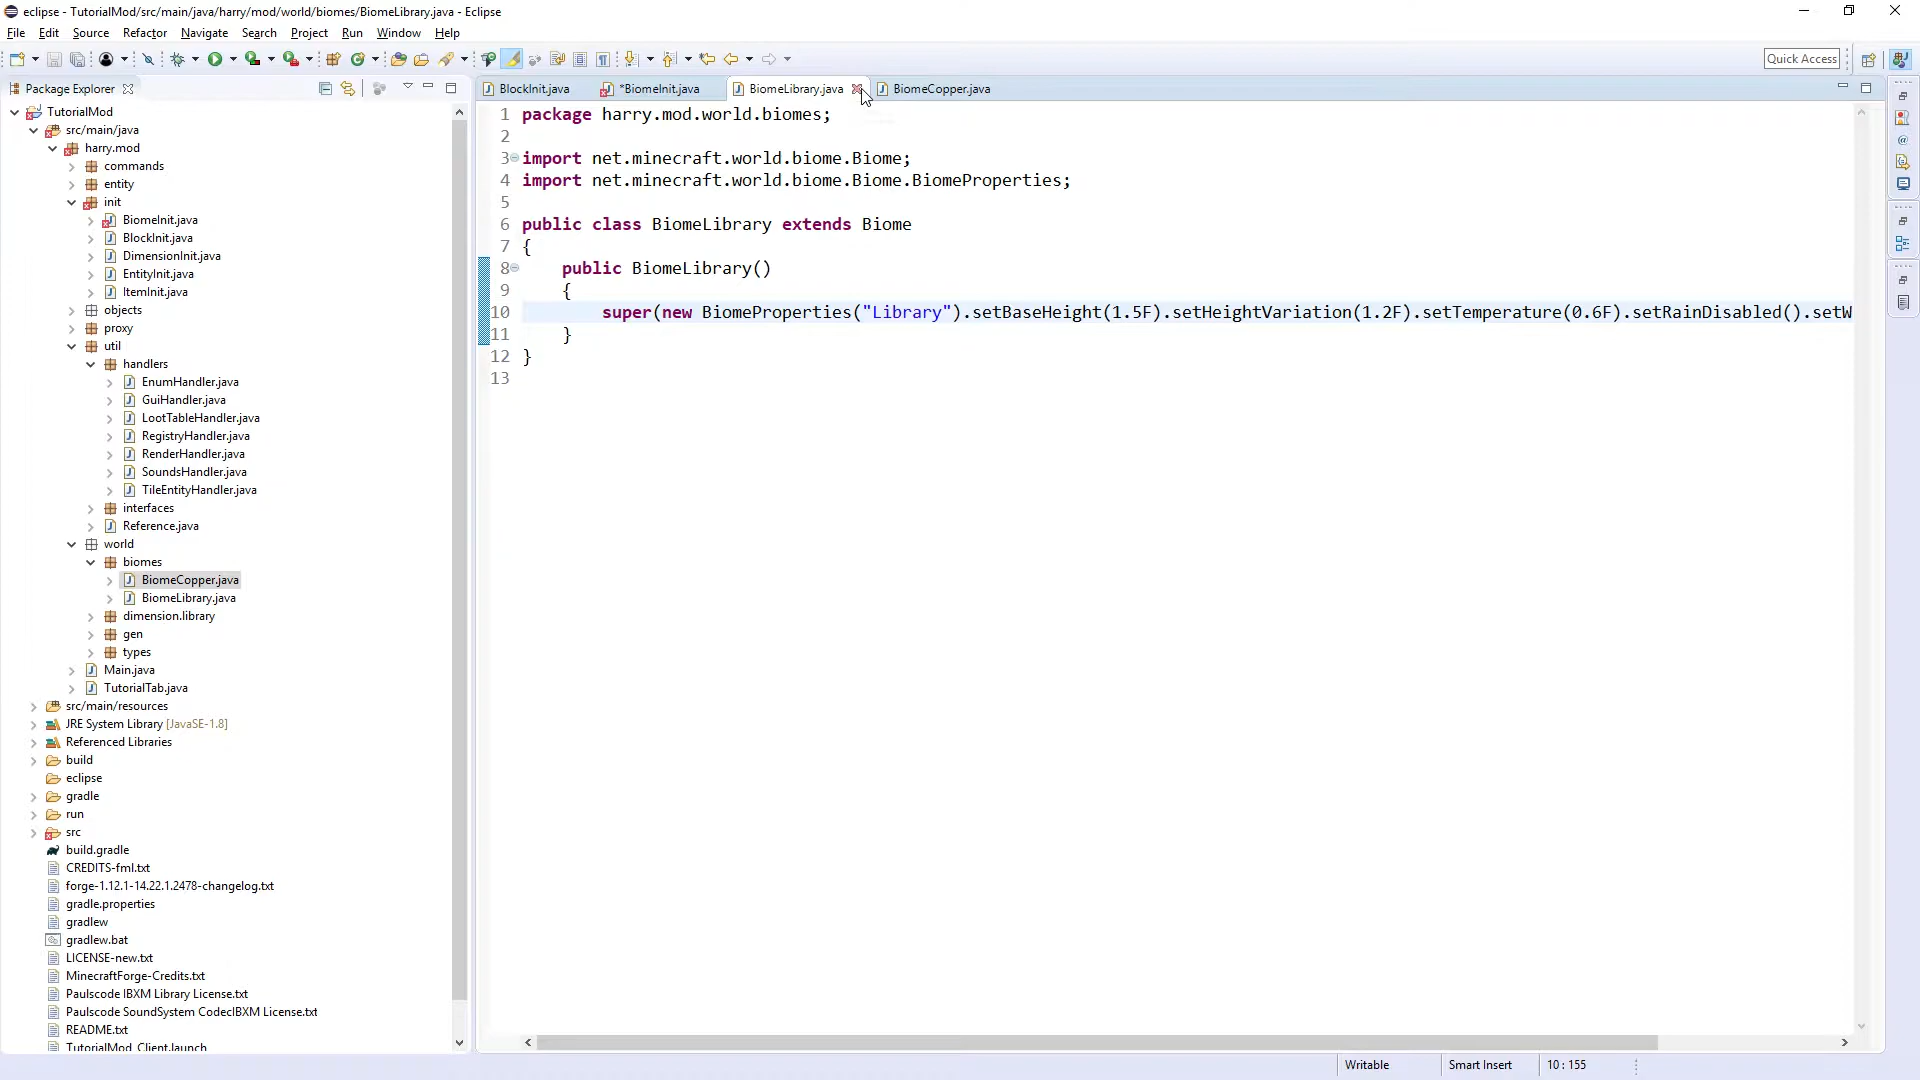 eclipse - TutorialMod/src/main/java/harry/mod/world/biomes/BiomeLibrary.java - Eclipse
File Edit Source Refactor Navigate Search Project Run Window Help
Quick Access
Package Explorer
TutorialMod
src/main/java
harry.mod
commands
entity
init
BiomeInit.java
BlockInit.java
DimensionInit.java
EntityInit.java
ItemInit.java
objects
proxy
util
handlers
EnumHandler.java
GuiHandler.java
LootTableHandler.java
RegistryHandler.java
RenderHandler.java
SoundsHandler.java
TileEntityHandler.java
interfaces
Reference.java
world
biomes
BiomeCopper.java
BiomeLibrary.java
dimension.library
gen
types
Main.java
TutorialTab.java
src/main/resources
JRE System Library [JavaSE-1.8]
Referenced Libraries
build
eclipse
gradle
run
src
build.gradle
CREDITS-fml.txt
forge-1.12.1-14.22.1.2478-changelog.txt
gradle.properties
gradlew
gradlew.bat
LICENSE-new.txt
MinecraftForge-Credits.txt
Paulscode IBXM Library License.txt
Paulscode SoundSystem CodecIBXM License.txt
README.txt
TutorialMod_Client.launch
BlockInit.java *BiomeInit.java BiomeLibrary.java BiomeCopper.java
1 package harry.mod.world.biomes;
2
3 import net.minecraft.world.biome.Biome;
4 import net.minecraft.world.biome.Biome.BiomeProperties;
5
6 public class BiomeLibrary extends Biome
7 {
8 public BiomeLibrary()
9 {
10 super(new BiomeProperties("Library").setBaseHeight(1.5F).setHeightVariation(1.2F).setTemperature(0.6F).setRainDisabled().setW
11 }
12 }
13
Writable Smart Insert 10 : 155